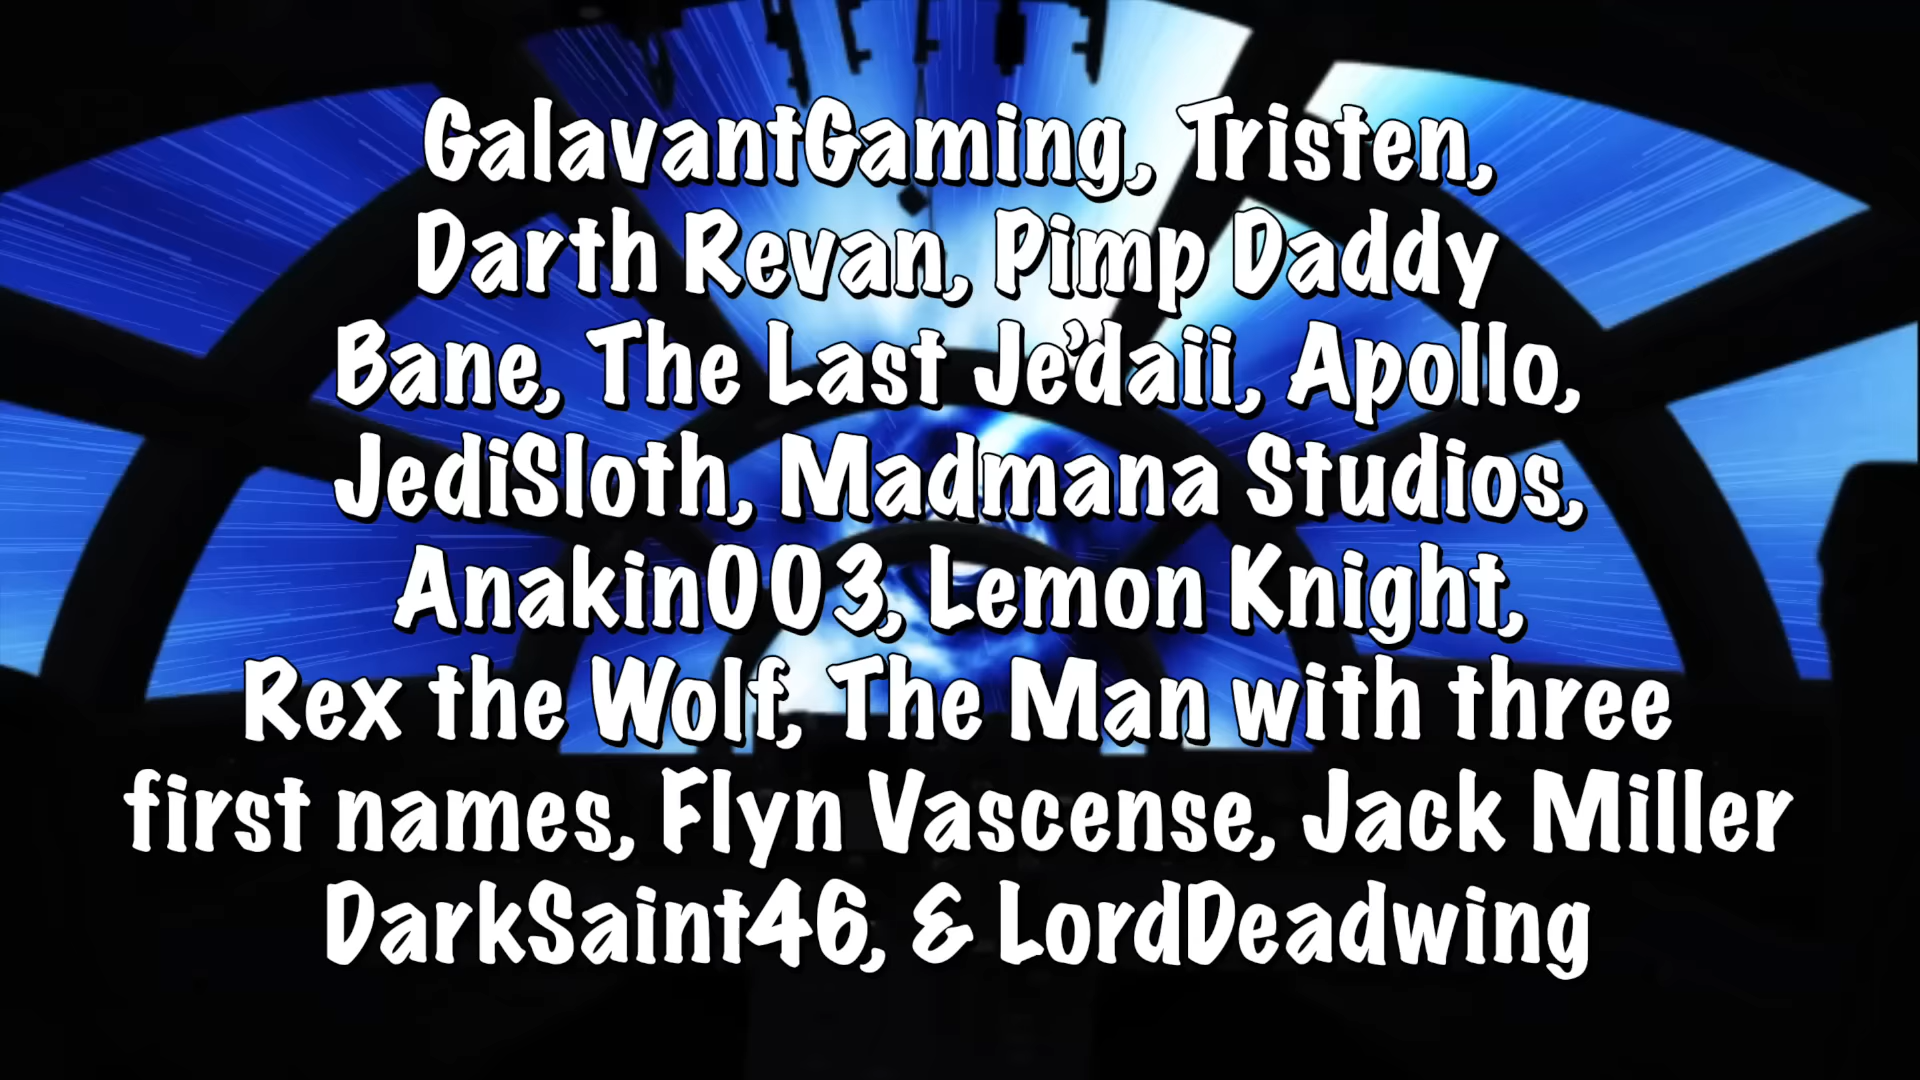 GalavantGaming, Tristen,
Darth Revan, Pimp Daddy
Bane, The Last Je'daii, Apollo,
JediSloth, Madmana Studios,
Anakin003, Lemon Knight,
Rex the Wolf, The Man with three
first names, Flyn Vascense, Jack Miller
DarkSaint46, & LordDeadwing